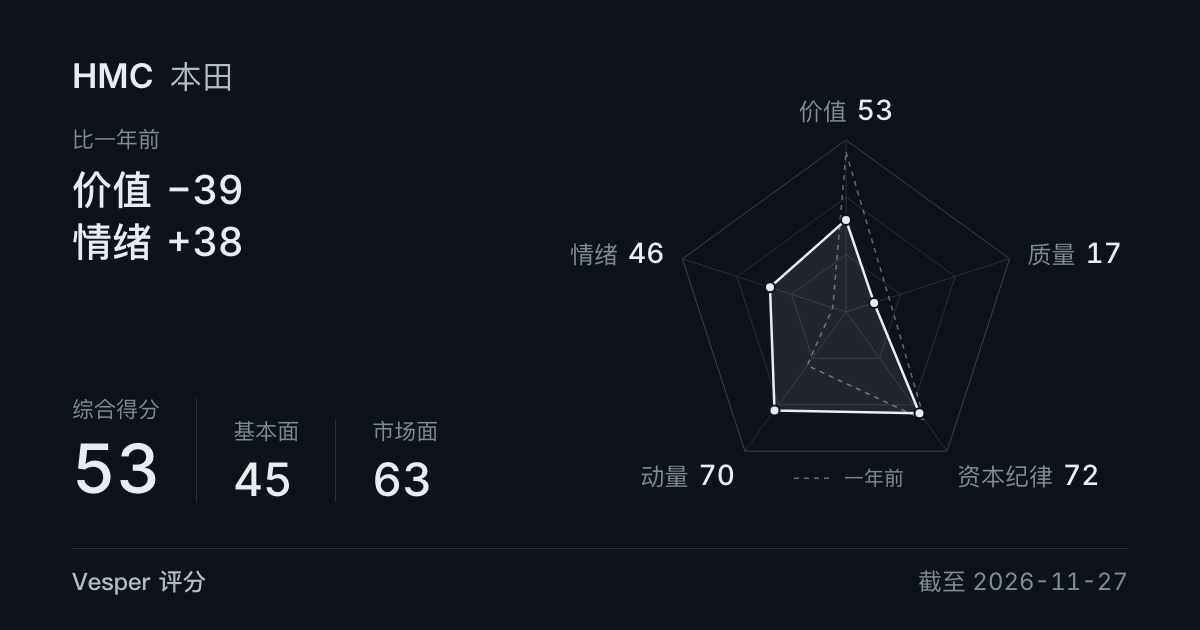 HMC 本田
比一年前
价值 −39
情绪 +38
综合得分
53
基本面
45
市场面
63
价值 53
质量 17
资本纪律 72
动量 70
情绪 46
一年前
Vesper 评分
截至 2026-11-27